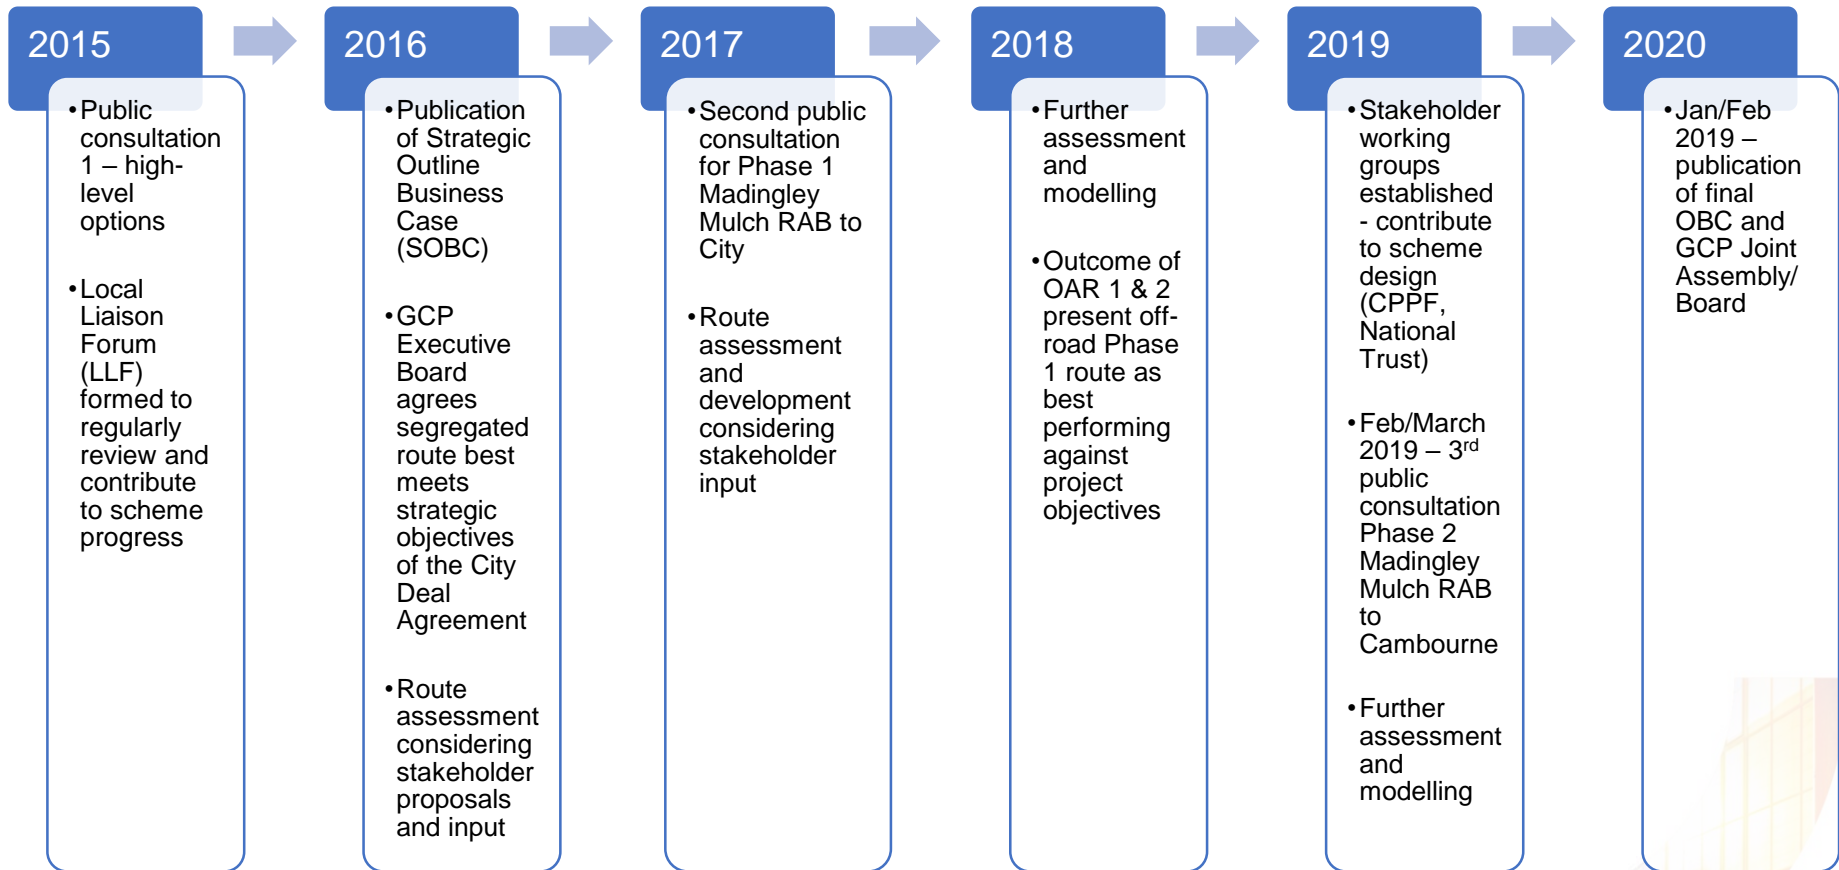 2015
•Public
consultation
1 – high-
level
options
•Local
Liaison
Forum
(LLF)
formed to
regularly
review and
contribute
to scheme
progress
2016
•Publication
of Strategic
Outline
Business
Case
(SOBC)
•GCP
Executive
Board
agrees
segregated
route best
meets
strategic
objectives
of the City
Deal
Agreement
•Route
assessment
considering
stakeholder
proposals
and input
2017
•Second public
consultation
for Phase 1
Madingley
Mulch RAB to
City
•Route
assessment
and
development
considering
stakeholder
input
2018
•Further
assessment
and
modelling
•Outcome of
OAR 1 & 2
present off-
road Phase
1 route as
best
performing
against
project
objectives
2019
•Stakeholder
working
groups
established
- contribute
to scheme
design
(CPPF,
National
Trust)
•Feb/March
2019 – 3rd
public
consultation
Phase 2
Madingley
Mulch RAB
to
Cambourne
•Further
assessment
and
modelling
2020
•Jan/Feb
2019 –
publication
of final
OBC and
GCP Joint
Assembly/
Board